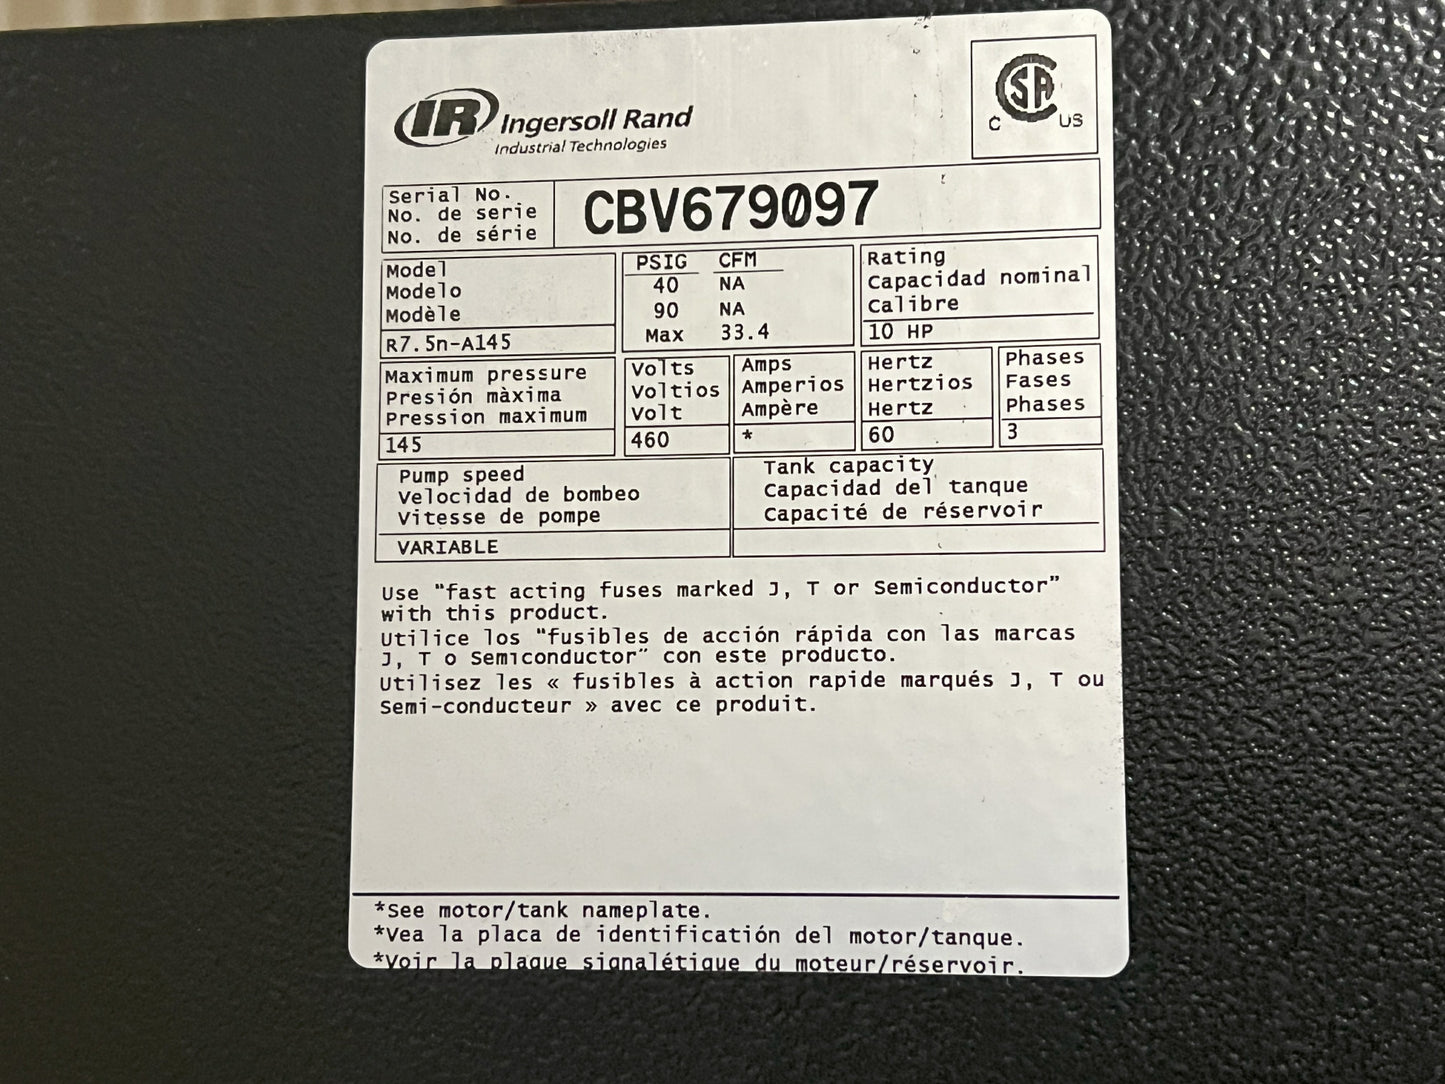 IR Ingersoll Rand
Industrial Technologies
CSA
C US
Serial No.
No. de serie
No. de série
CBV679097
Model
Modelo
Modèle
R7.5n-A145
PSIG CFM
40 NA
90 NA
Max 33.4
Rating
Capacidad nominal
Calibre
10 HP
Maximum pressure
Presión màxima
Pression maximum
145
Volts
Voltios
Volt
460
Amps
Amperios
Ampère
*
Hertz
Hertzios
Hertz
60
Phases
Fases
Phases
3
Pump speed
Velocidad de bombeo
Vitesse de pompe
VARIABLE
Tank capacity
Capacidad del tanque
Capacité de réservoir
Use "fast acting fuses marked J, T or Semiconductor"
with this product.
Utilice los "fusibles de acción rápida con las marcas
J, T o Semiconductor" con este producto.
Utilisez les « fusibles à action rapide marqués J, T ou
Semi-conducteur » avec ce produit.
*See motor/tank nameplate.
*Vea la placa de identificación del motor/tanque.
*Voir la plaque signalétique du moteur/réservoir.